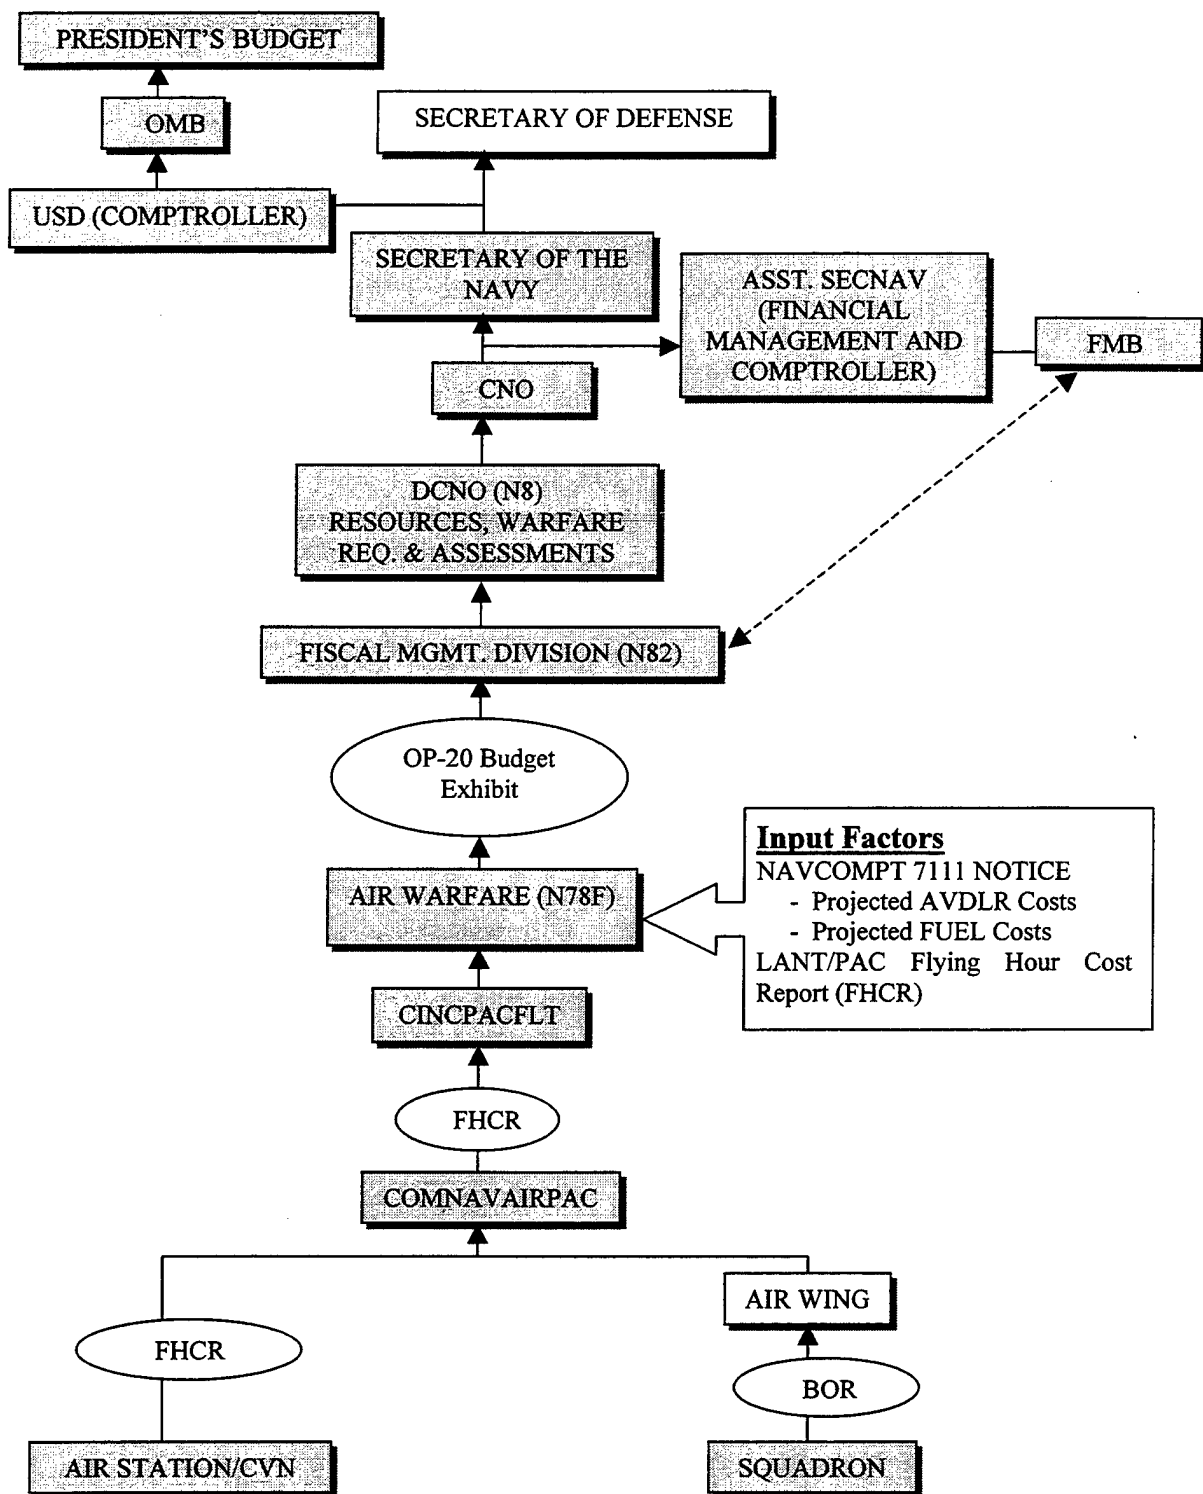 PRESIDENT'S BUDGET
OMB
SECRETARY OF DEFENSE
USD (COMPTROLLER)
SECRETARY OF THE
NAVY
ASST. SECNAV
(FINANCIAL
MANAGEMENT AND
COMPTROLLER)
FMB
CNO
DCNO (N8)
RESOURCES, WARFARE
REQ. & ASSESSMENTS
FISCAL MGMT. DIVISION (N82)
OP-20 Budget
Exhibit
Input Factors
NAVCOMPT 7111 NOTICE
- Projected AVDLR Costs
- Projected FUEL Costs
LANT/PAC Flying Hour Cost
Report (FHCR)
AIR WARFARE (N78F)
CINCPACFLT
FHCR
COMNAVAIRPAC
AIR WING
FHCR
BOR
AIR STATION/CVN
SQUADRON